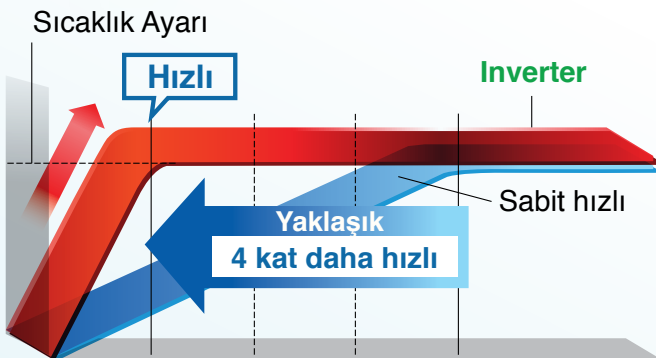 Sıcaklık Ayarı
Hızlı
Inverter
Sabit hızlı
Yaklaşık
4 kat daha hızlı